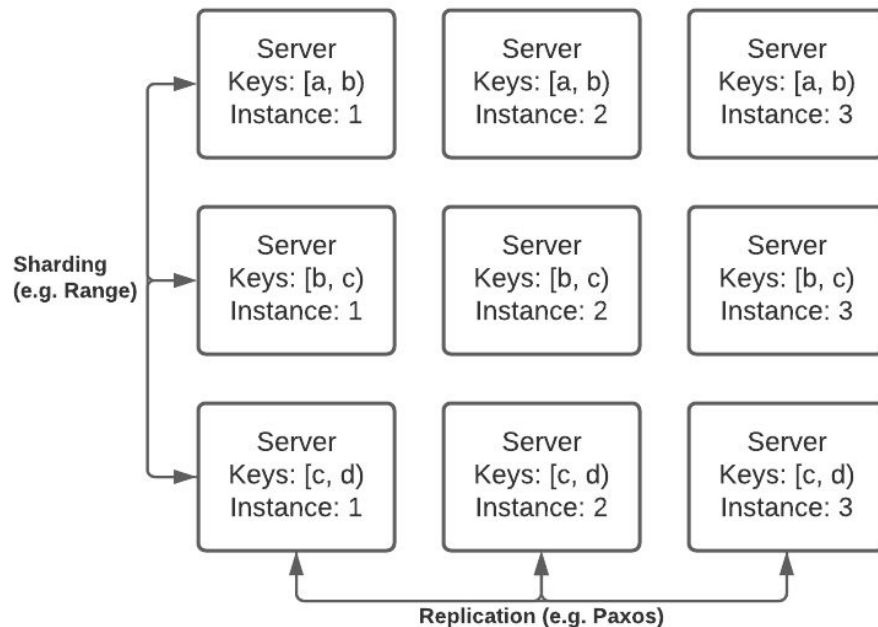 Server
Keys: [a, b)
Instance: 1
Server
Keys: [a, b)
Instance: 2
Server
Keys: [a, b)
Instance: 3
Sharding
(e.g. Range)
Server
Keys: [b, c)
Instance: 1
Server
Keys: [b, c)
Instance: 2
Server
Keys: [b, c)
Instance: 3
Server
Keys: [c, d)
Instance: 1
Server
Keys: [c, d)
Instance: 2
Server
Keys: [c, d)
Instance: 3
Replication (e.g. Paxos)